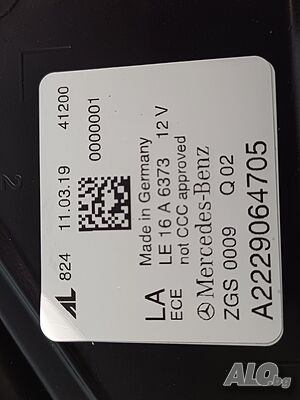 AL 824 11.03.19 41200
0000001
LA Made in Germany
ECE LE 16 A 6373 12 V
not CCC approved
Mercedes-Benz
ZGS 0009 Q 02
A2229064705
2
ALO.bg